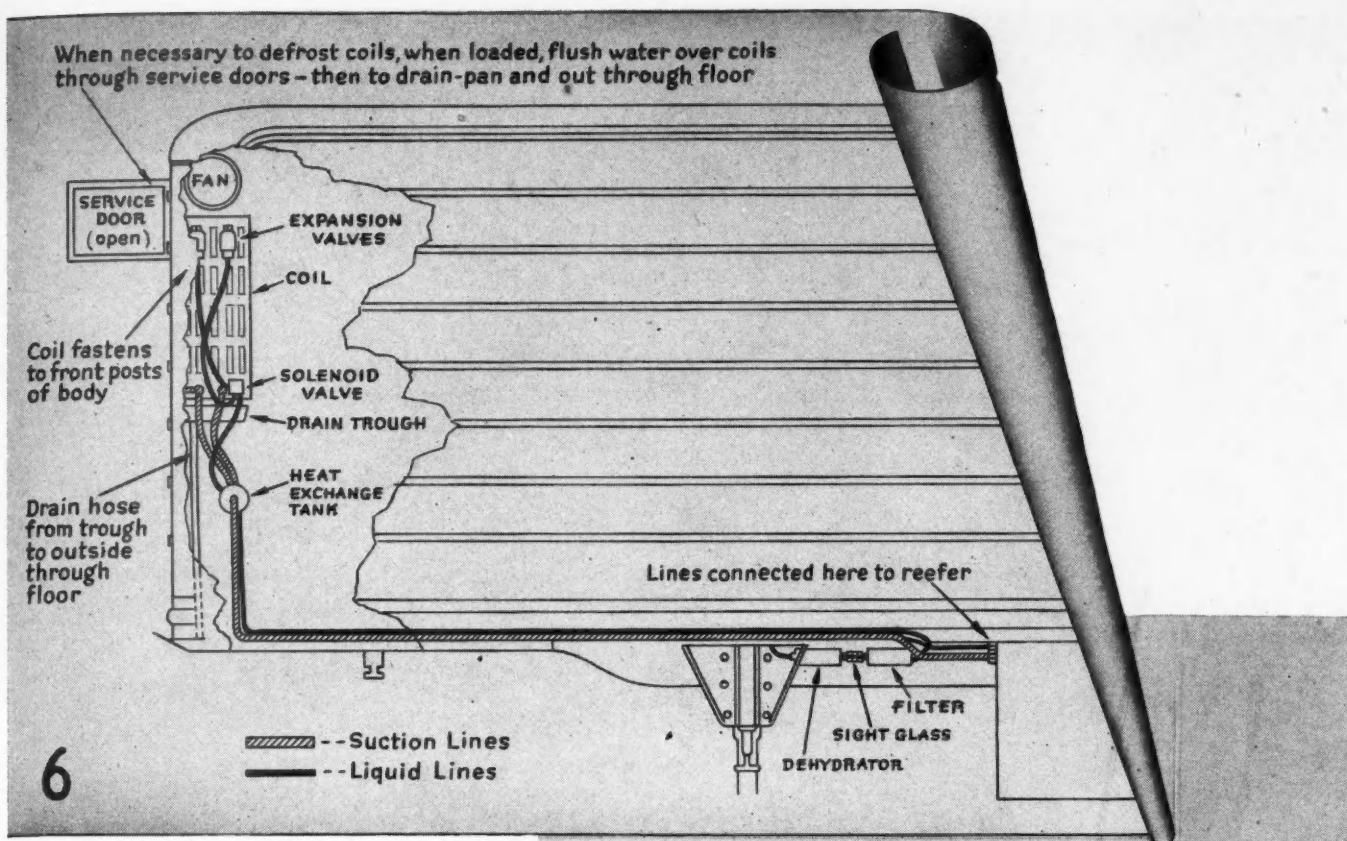 When necessary to defrost coils, when loaded, flush water over coils
through service doors - then to drain-pan and out through floor
FAN
SERVICE
DOOR
(open)
EXPANSION
VALVES
COIL
Coil fastens
to front posts
of body
SOLENOID
VALVE
DRAIN TROUGH
HEAT
EXCHANGE
TANK
Drain hose
from trough
to outside
through
floor
Lines connected here to reefer
FILTER
SIGHT GLASS
DEHYDRATOR
--Suction Lines
--Liquid Lines
6